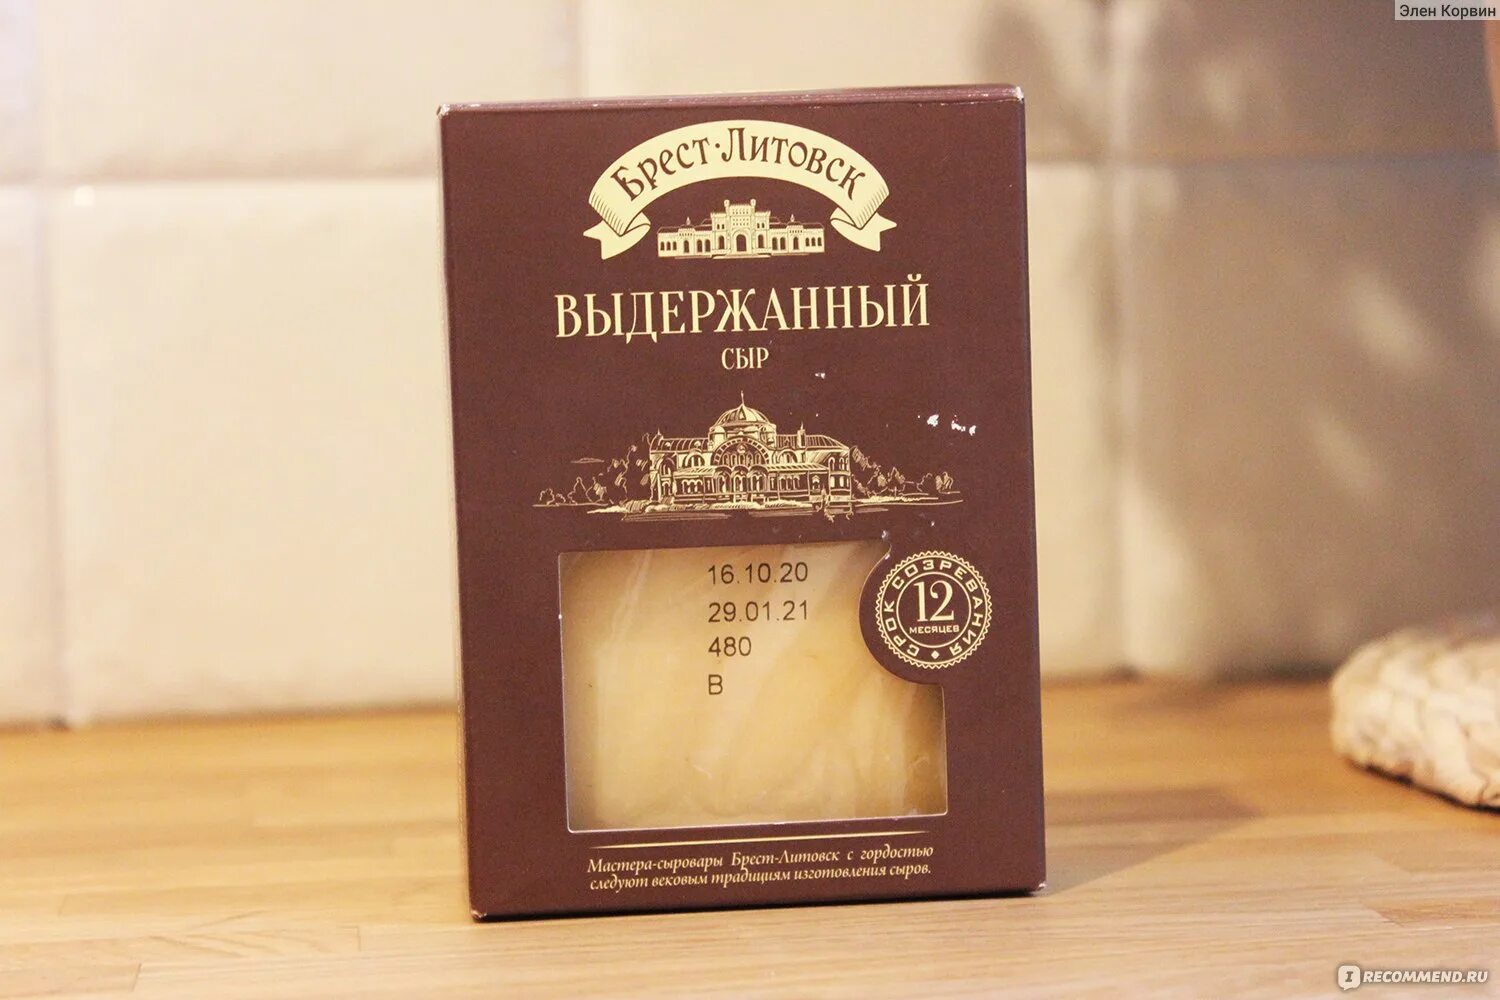 Элен Корвин
Брест-Литовск
ВЫДЕРЖАННЫЙ
СЫР
16.10.20
29.01.21
480
В
СРОК СОЗРЕВАНИЯ
12
МЕСЯЦЕВ
Мастера-сыровары Брест-Литовск с гордостью
следуют вековым традициям изготовления сыров.
IRECOMMEND.RU